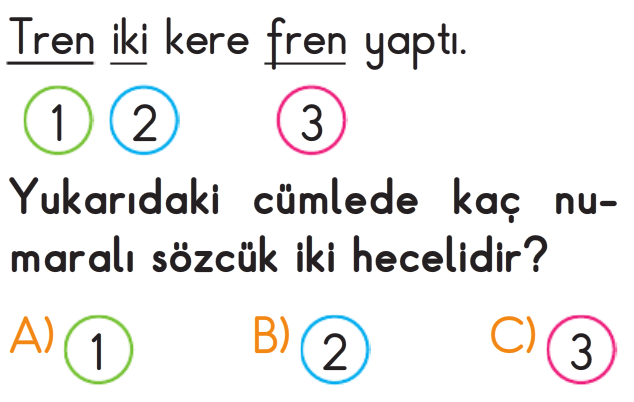 Tren iki kere fren yaptı.
1 2 3
Yukarıdaki cümlede kaç nu-
maralı sözcük iki hecelidir?
A) 1 B) 2 C) 3